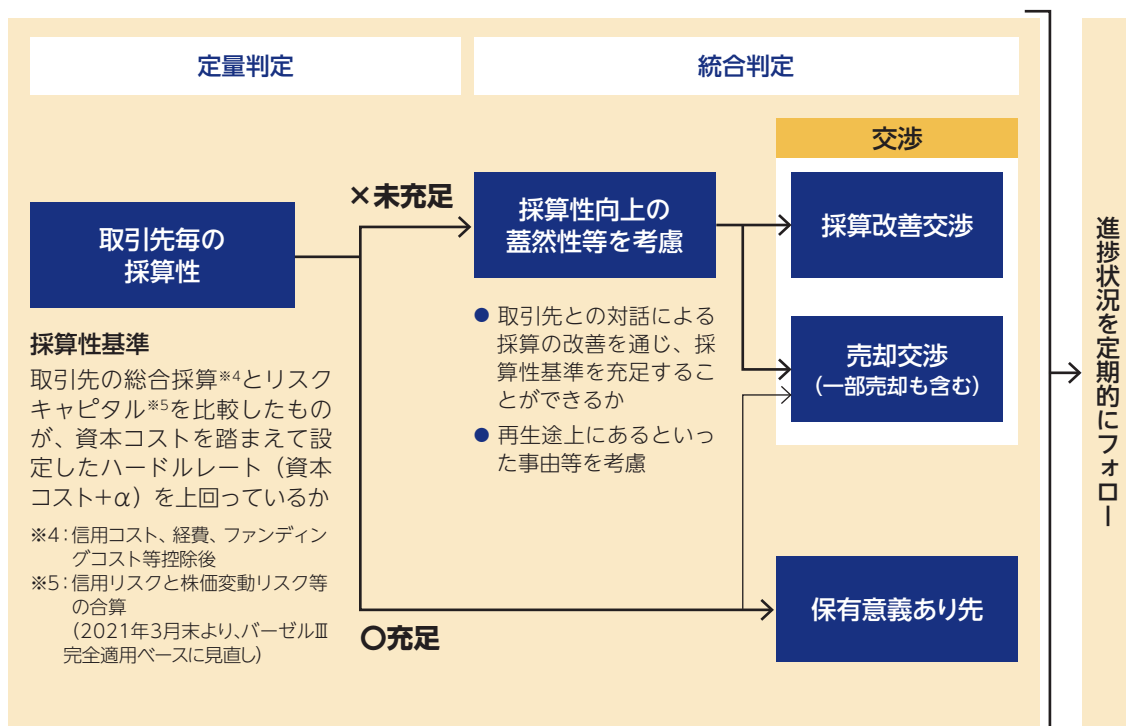 定量判定
統合判定
交渉
×未充足
取引先毎の
採算性
採算性向上の
蓋然性等を考慮
採算改善交渉
売却交渉
(一部売却も含む)
採算性基準
取引先の総合採算※4とリスク
キャピタル※5を比較したもの
が、資本コストを踏まえて設
定したハードルレート（資本
コスト+α）を上回っているか
※4：信用コスト、経費、ファンディン
グコスト等控除後
※5：信用リスクと株価変動リスク等
の合算
（2021年3月末より、バーゼルⅢ
完全適用ベースに見直し）
● 取引先との対話による
採算の改善を通じ、採
算性基準を充足するこ
とができるか
● 再生途上にあるといっ
た事由等を考慮
〇充足
保有意義あり先
進捗状況を定期的にフォロー